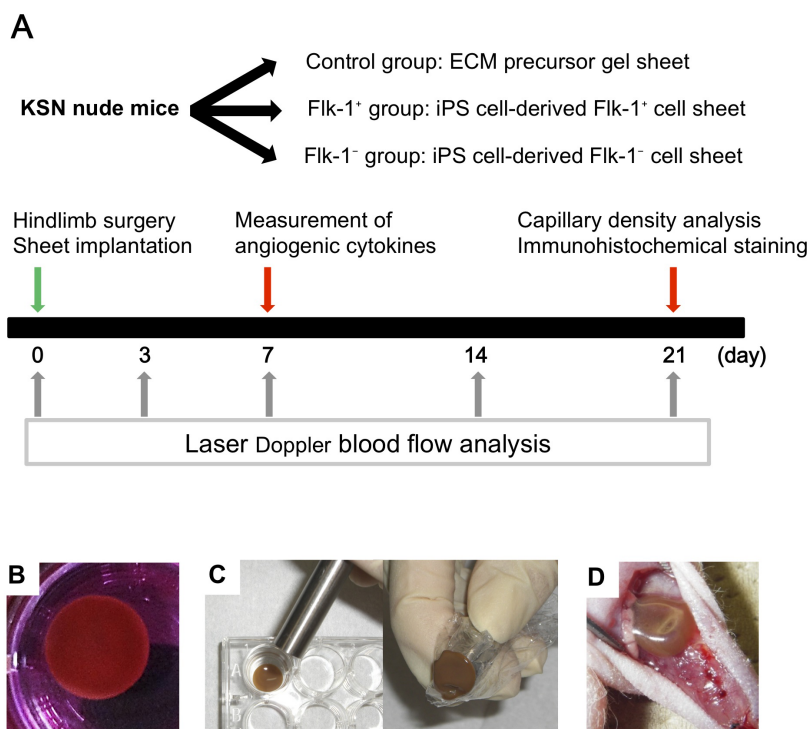 A
Control group: ECM precursor gel sheet
KSN nude mice
Flk-1⁺ group: iPS cell-derived Flk-1⁺ cell sheet
Flk-1⁻ group: iPS cell-derived Flk-1⁻ cell sheet
Hindlimb surgery
Sheet implantation
Measurement of
angiogenic cytokines
Capillary density analysis
Immunohistochemical staining
0 3 7 14 21 (day)
Laser Doppler blood flow analysis
B
C
D
A